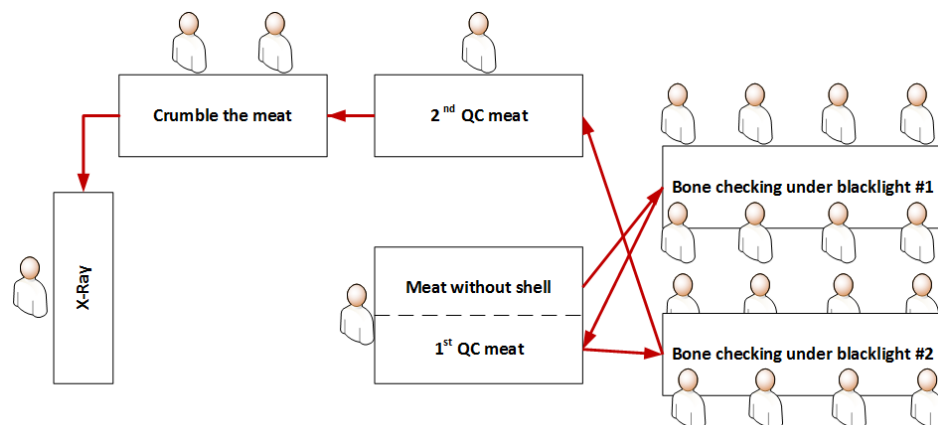 Crumble the meat
2nd QC meat
Bone checking under blacklight #1
X-Ray
Meat without shell
1st QC meat
Bone checking under blacklight #2